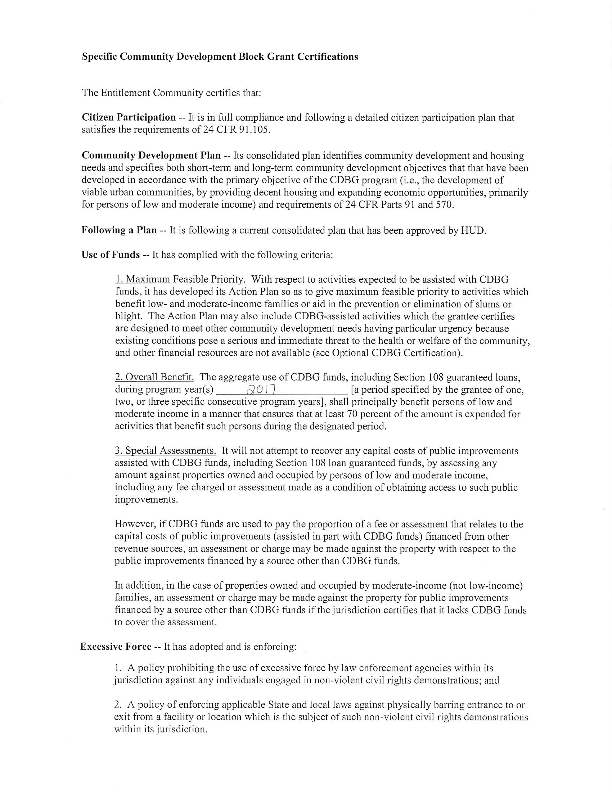 Specific Community Development Block Grant Certifications
The Entitlement Community certifies that:
Citizen Participation -- It is in full compliance and following a detailed citizen participation plan that
satisfies the requirements of 24 CFR 91.105.
Community Development Plan -- Its consolidated plan identifies community development and housing
needs and specifies both short-term and long-term community development objectives that that have been
developed in accordance with the primary objective of the CDBG program (i.e., the development of
viable urban communities, by providing decent housing and expanding economic opportunities, primarily
for persons of low and moderate income) and requirements of 24 CFR Parts 91 and 570.
Following a Plan -- It is following a current consolidated plan that has been approved by HUD.
Use of Funds -- It has complied with the following criteria:
1. Maximum Feasible Priority. With respect to activities expected to be assisted with CDBG
funds, it has developed its Action Plan so as to give maximum feasible priority to activities which
benefit low- and moderate-income families or aid in the prevention or elimination of slums or
blight. The Action Plan may also include CDBG-assisted activities which the grantee certifies
are designed to meet other community development needs having particular urgency because
existing conditions pose a serious and immediate threat to the health or welfare of the community,
and other financial resources are not available (see Optional CDBG Certification).
2. Overall Benefit. The aggregate use of CDBG funds, including Section 108 guaranteed loans,
during program year(s) 2017 [a period specified by the grantee of one,
two, or three specific consecutive program years], shall principally benefit persons of low and
moderate income in a manner that ensures that at least 70 percent of the amount is expended for
activities that benefit such persons during the designated period.
3. Special Assessments. It will not attempt to recover any capital costs of public improvements
assisted with CDBG funds, including Section 108 loan guaranteed funds, by assessing any
amount against properties owned and occupied by persons of low and moderate income,
including any fee charged or assessment made as a condition of obtaining access to such public
improvements.
However, if CDBG funds are used to pay the proportion of a fee or assessment that relates to the
capital costs of public improvements (assisted in part with CDBG funds) financed from other
revenue sources, an assessment or charge may be made against the property with respect to the
public improvements financed by a source other than CDBG funds.
In addition, in the case of properties owned and occupied by moderate-income (not low-income)
families, an assessment or charge may be made against the property for public improvements
financed by a source other than CDBG funds if the jurisdiction certifies that it lacks CDBG funds
to cover the assessment.
Excessive Force -- It has adopted and is enforcing:
1. A policy prohibiting the use of excessive force by law enforcement agencies within its
jurisdiction against any individuals engaged in non-violent civil rights demonstrations; and
2. A policy of enforcing applicable State and local laws against physically barring entrance to or
exit from a facility or location which is the subject of such non-violent civil rights demonstrations
within its jurisdiction.